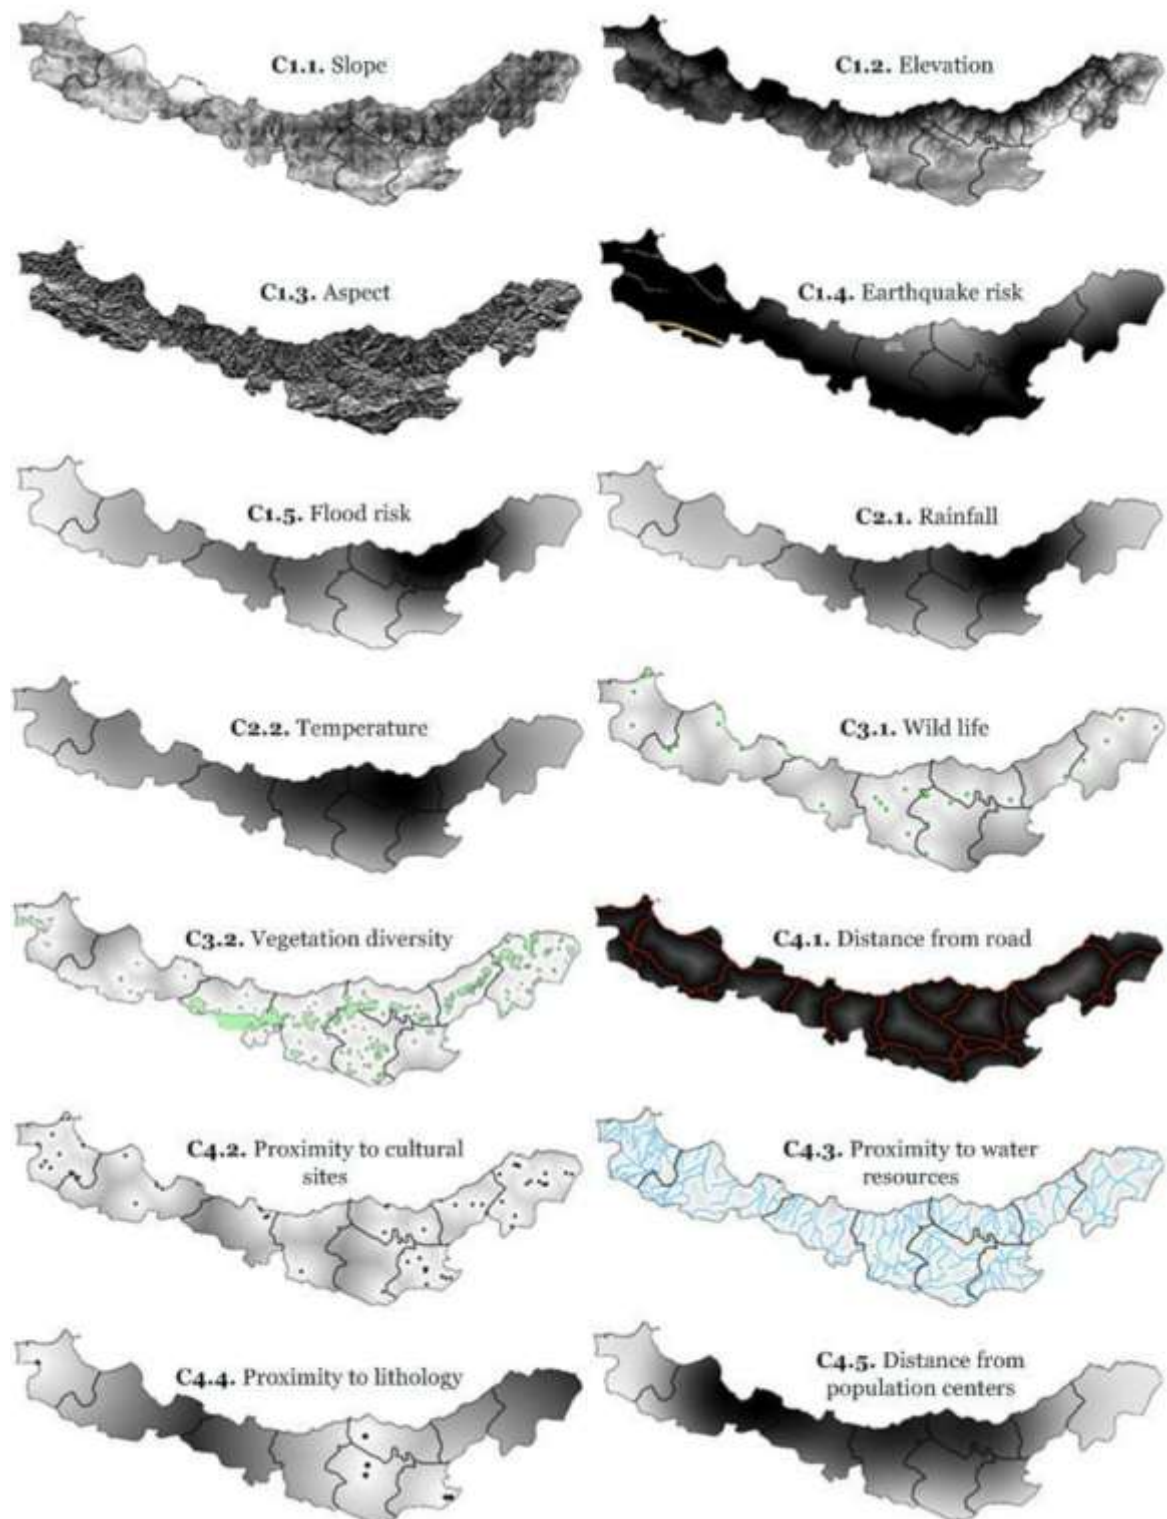 C1.1. Slope
C1.2. Elevation
C1.3. Aspect
C1.4. Earthquake risk
C1.5. Flood risk
C2.1. Rainfall
C2.2. Temperature
C3.1. Wild life
C3.2. Vegetation diversity
C4.1. Distance from road
C4.2. Proximity to cultural
sites
C4.3. Proximity to water
resources
C4.4. Proximity to lithology
C4.5. Distance from
population centers